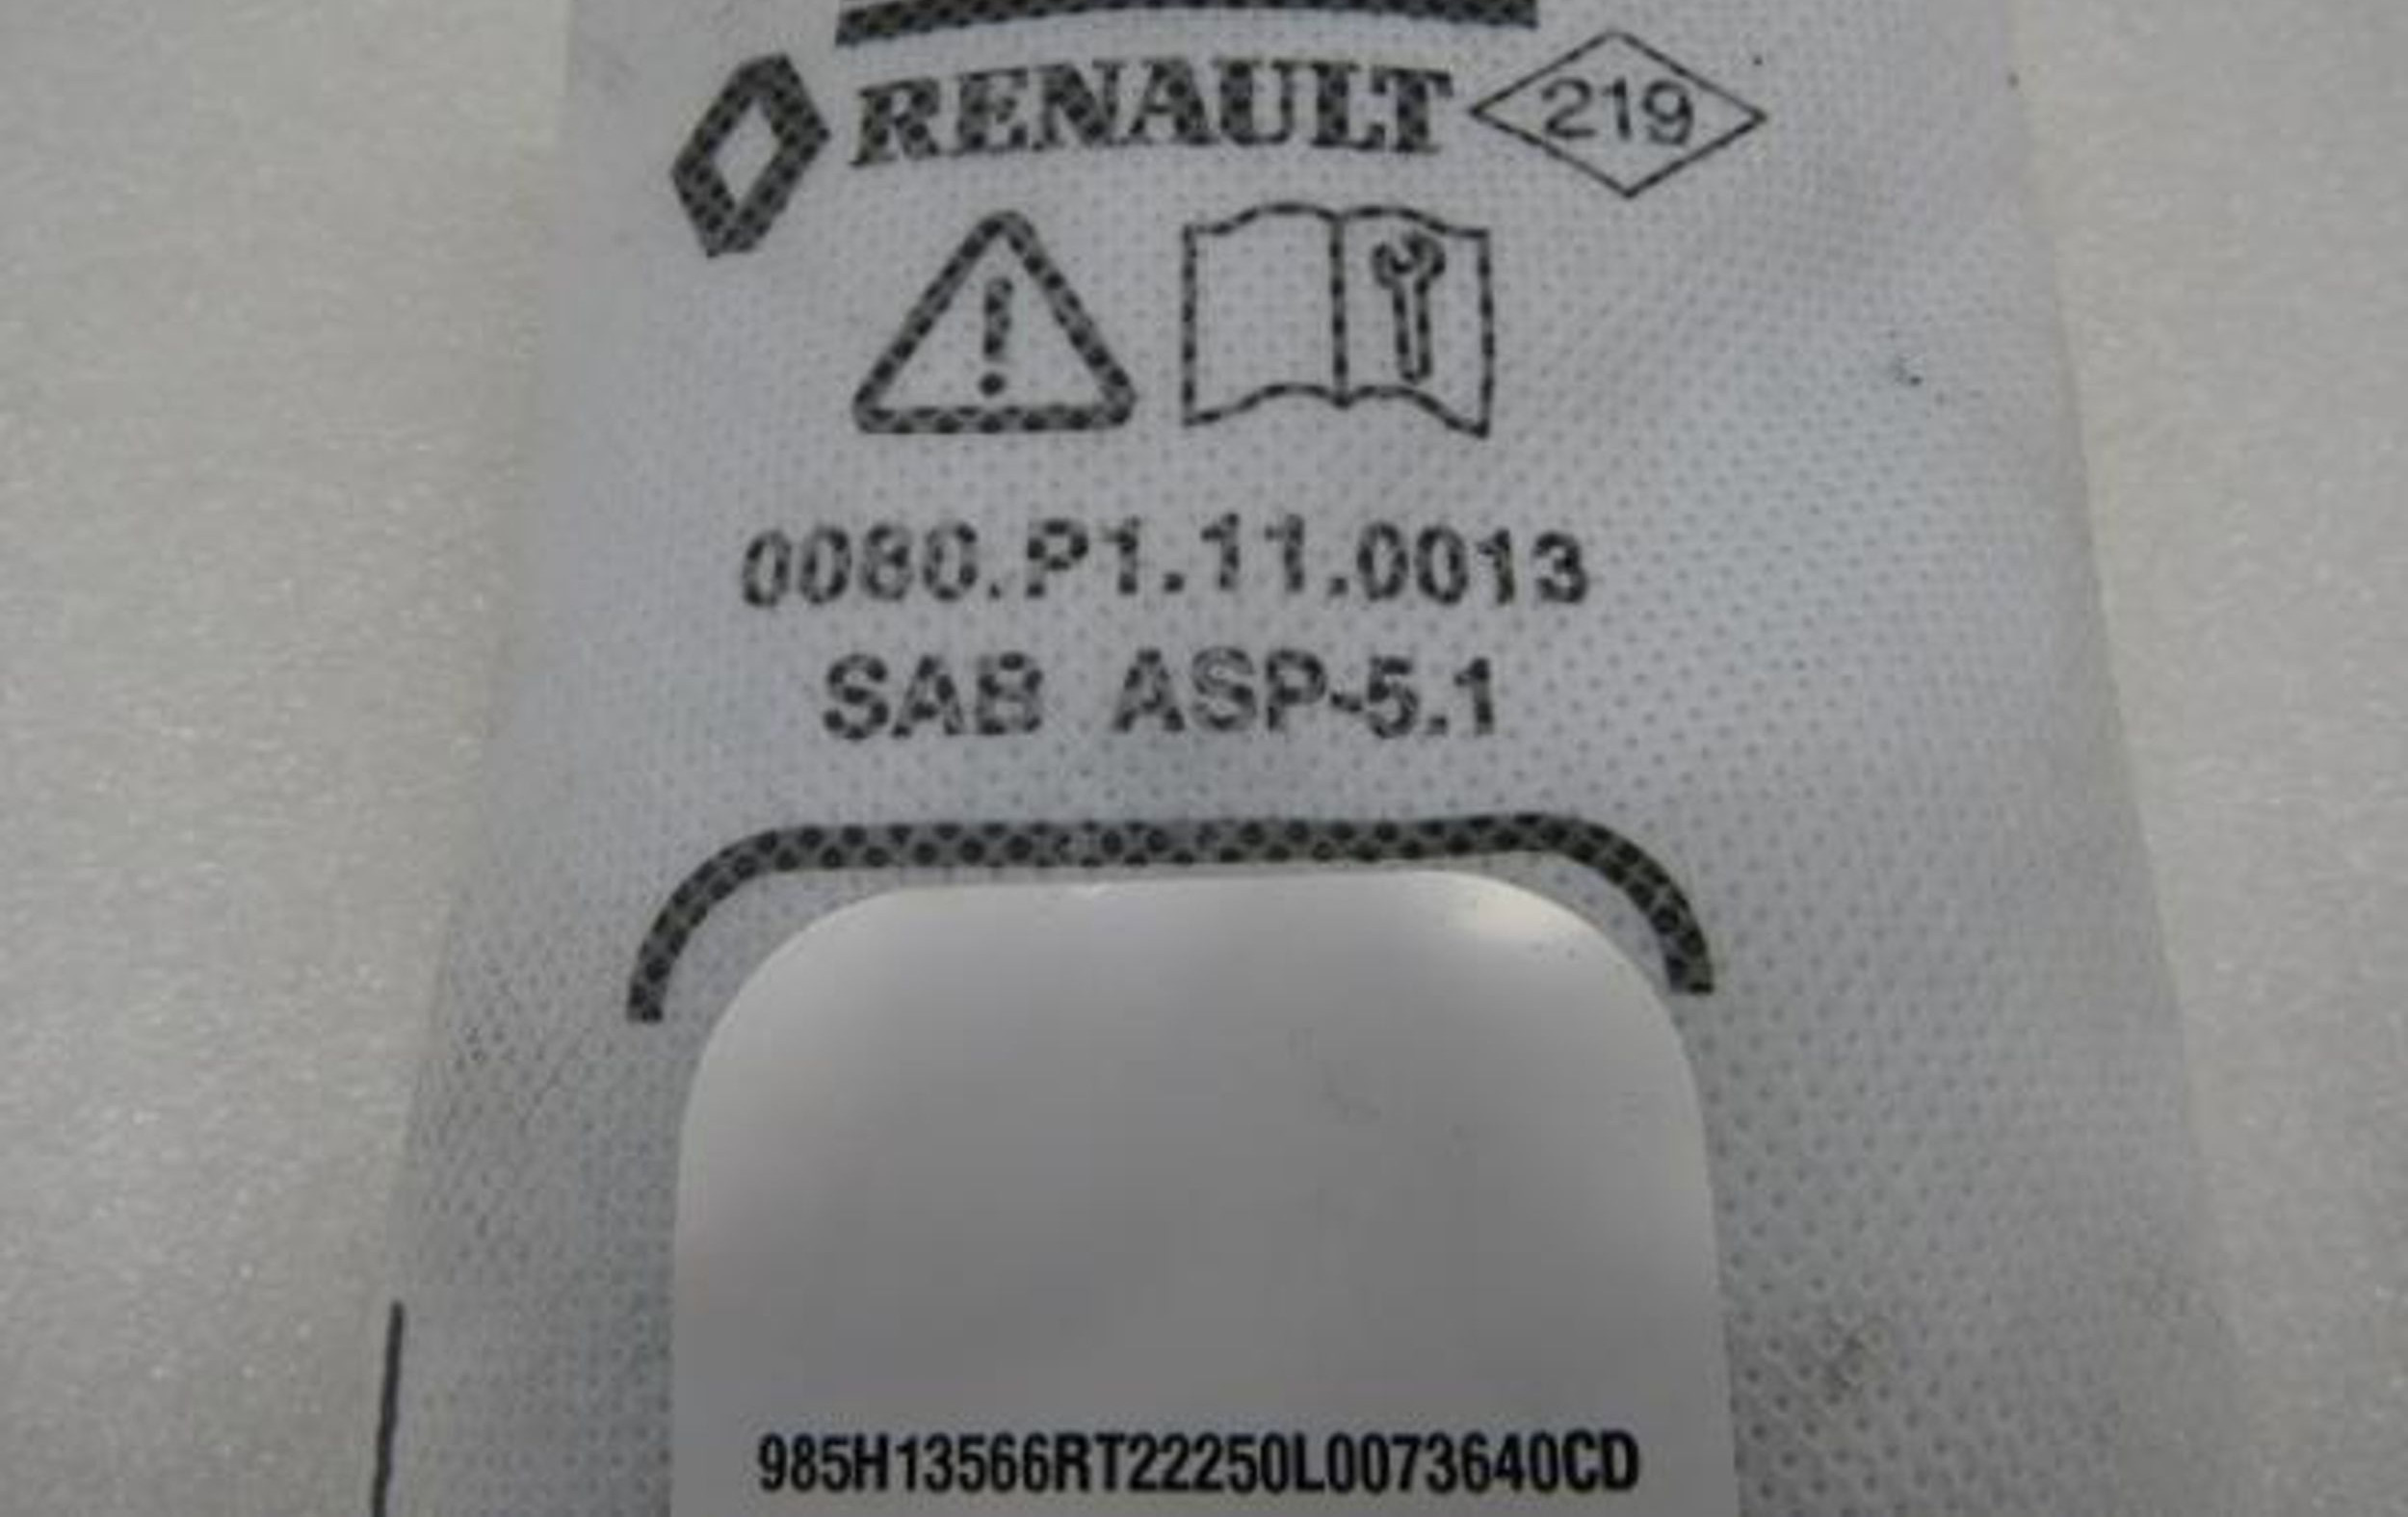 RENAULT 219
0080.P1.11.0013
SAB ASP-5.1
985H13566RT22250L0073640CD